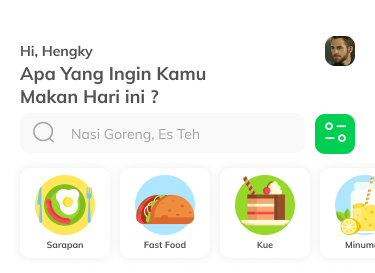 Hi, Hengky
Apa Yang Ingin Kamu
Makan Hari ini ?
Nasi Goreng, Es Teh
Sarapan
Fast Food
Kue
Minum